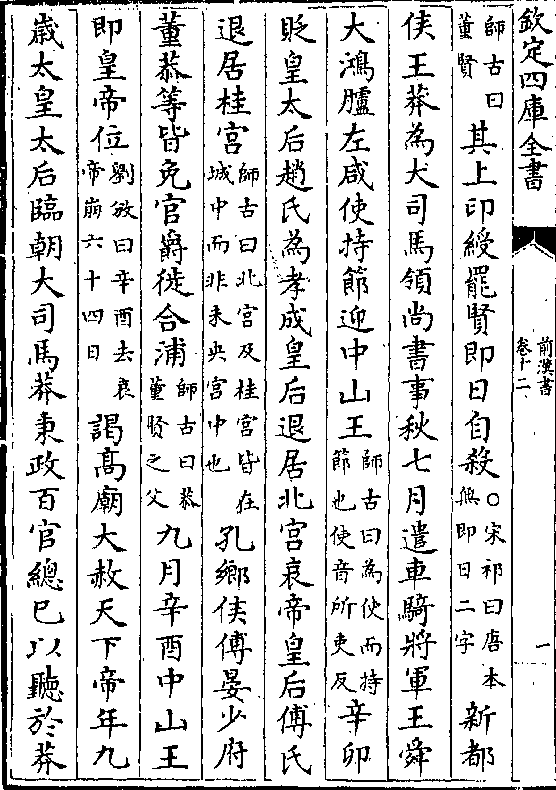 欽定四庫全書
前漢書
卷十二
一
師古曰
董賢
其上印綬罷賢即日自殺
○宋祁曰唐本
無即日二字
新都
侯王莽為大司馬領尚書事秋七月遣車騎將軍王舜
大鴻臚左咸使持節迎中山王
師古曰為使而持
節也使音所吏反
辛卯
貶皇太后趙氏為孝成皇后退居北宮哀帝皇后傅氏
退居桂宮
師古曰北宮及桂宮皆在
城中而非未央宮中也
孔鄉侯傅晏少府
董恭等皆免官爵徙合浦
師古曰恭
董賢之父
九月辛酉中山王
即皇帝位
劉攽曰辛酉去哀
帝崩六十四日
謁髙廟大赦天下帝年九
歲太皇太后臨朝大司馬莽秉政百官總己以聽於莽